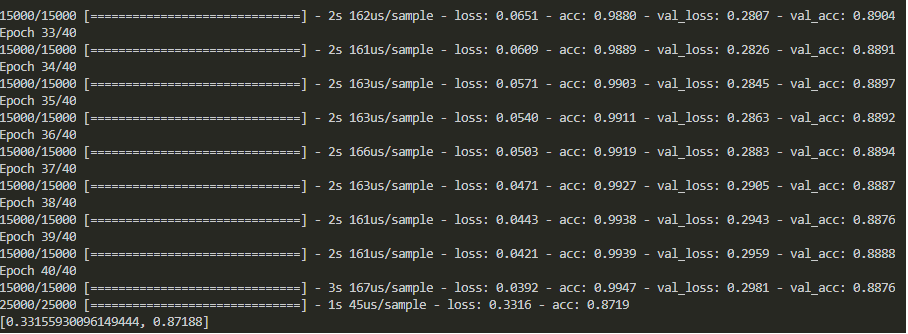 15000/15000 [==============================] - 2s 162us/sample - loss: 0.0651 - acc: 0.9880 - val_loss: 0.2807 - val_acc: 0.8904
Epoch 33/40
15000/15000 [==============================] - 2s 161us/sample - loss: 0.0609 - acc: 0.9889 - val_loss: 0.2826 - val_acc: 0.8891
Epoch 34/40
15000/15000 [==============================] - 2s 163us/sample - loss: 0.0571 - acc: 0.9903 - val_loss: 0.2845 - val_acc: 0.8897
Epoch 35/40
15000/15000 [==============================] - 2s 163us/sample - loss: 0.0540 - acc: 0.9911 - val_loss: 0.2863 - val_acc: 0.8892
Epoch 36/40
15000/15000 [==============================] - 2s 166us/sample - loss: 0.0503 - acc: 0.9919 - val_loss: 0.2883 - val_acc: 0.8894
Epoch 37/40
15000/15000 [==============================] - 2s 163us/sample - loss: 0.0471 - acc: 0.9927 - val_loss: 0.2905 - val_acc: 0.8887
Epoch 38/40
15000/15000 [==============================] - 2s 161us/sample - loss: 0.0443 - acc: 0.9938 - val_loss: 0.2943 - val_acc: 0.8876
Epoch 39/40
15000/15000 [==============================] - 2s 161us/sample - loss: 0.0421 - acc: 0.9939 - val_loss: 0.2959 - val_acc: 0.8888
Epoch 40/40
15000/15000 [==============================] - 3s 167us/sample - loss: 0.0392 - acc: 0.9947 - val_loss: 0.2981 - val_acc: 0.8876
25000/25000 [==============================] - 1s 45us/sample - loss: 0.3316 - acc: 0.8719
[0.33155930096149444, 0.87188]